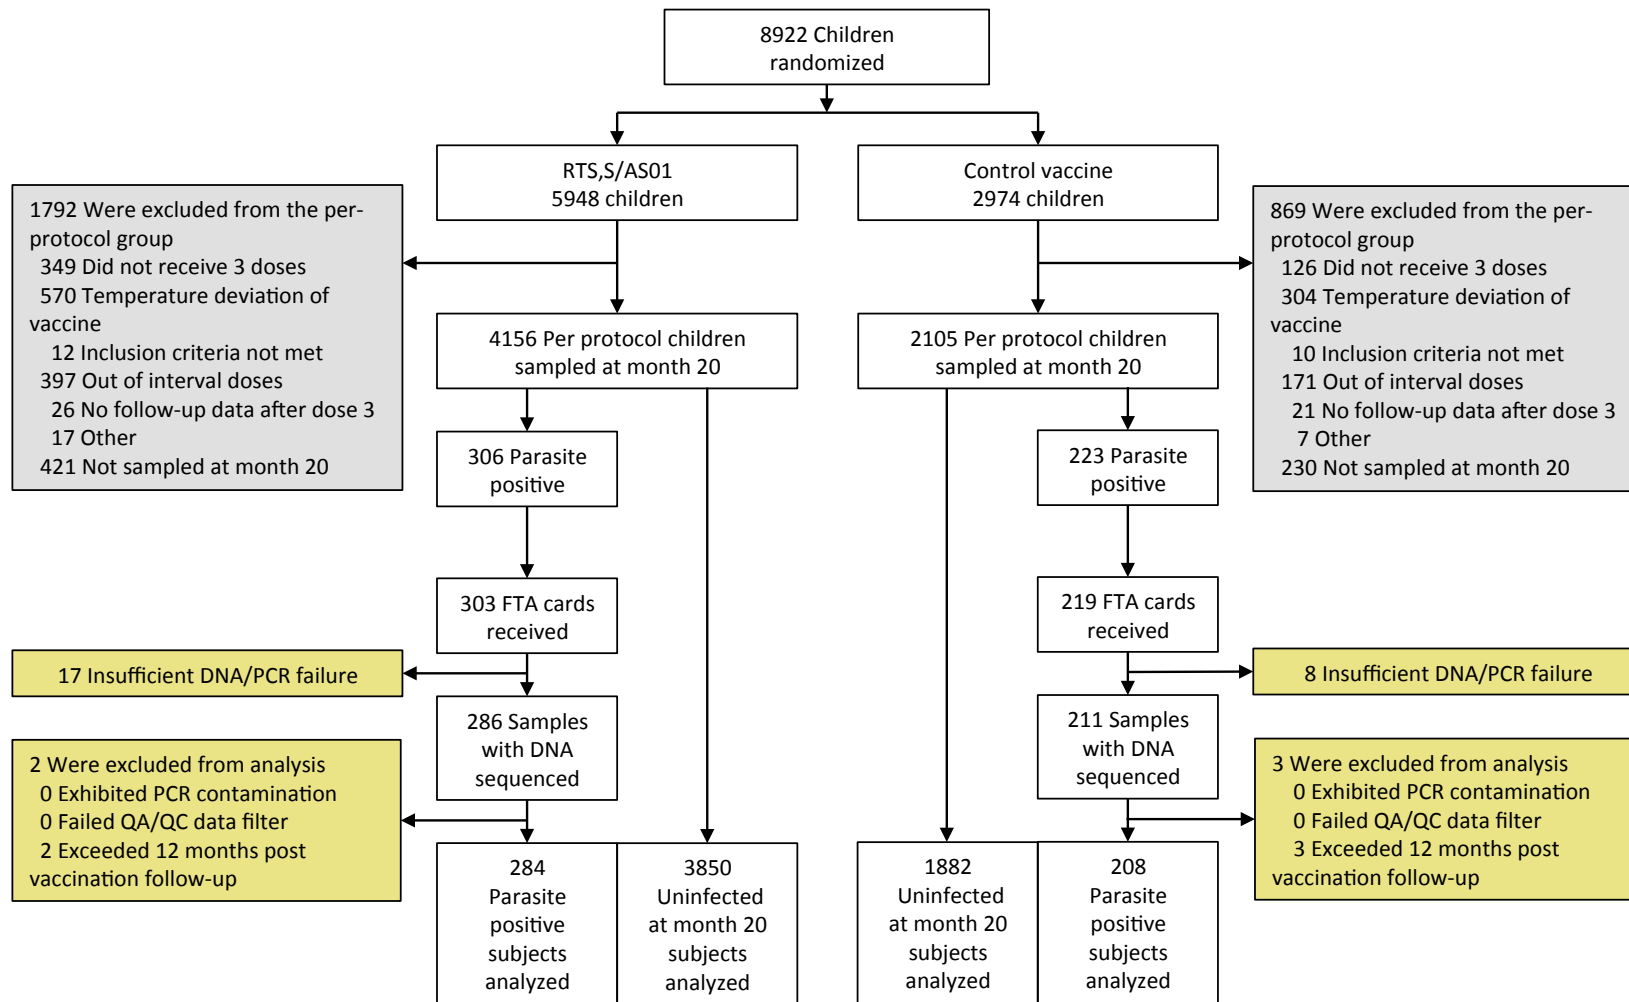 8922 Children
randomized
RTS,S/AS01
5948 children
Control vaccine
2974 children
1792 Were excluded from the per-
protocol group
349 Did not receive 3 doses
570 Temperature deviation of
vaccine
12 Inclusion criteria not met
397 Out of interval doses
26 No follow-up data after dose 3
17 Other
421 Not sampled at month 20
869 Were excluded from the per-
protocol group
126 Did not receive 3 doses
304 Temperature deviation of
vaccine
10 Inclusion criteria not met
171 Out of interval doses
21 No follow-up data after dose 3
7 Other
230 Not sampled at month 20
4156 Per protocol children
sampled at month 20
2105 Per protocol children
sampled at month 20
306 Parasite
positive
223 Parasite
positive
303 FTA cards
received
219 FTA cards
received
17 Insufficient DNA/PCR failure
8 Insufficient DNA/PCR failure
286 Samples
with DNA
sequenced
211 Samples
with DNA
sequenced
2 Were excluded from analysis
0 Exhibited PCR contamination
0 Failed QA/QC data filter
2 Exceeded 12 months post
vaccination follow-up
3 Were excluded from analysis
0 Exhibited PCR contamination
0 Failed QA/QC data filter
3 Exceeded 12 months post
vaccination follow-up
284
Parasite
positive
subjects
analyzed
3850
Uninfected
at month 20
subjects
analyzed
1882
Uninfected
at month 20
subjects
analyzed
208
Parasite
positive
subjects
analyzed